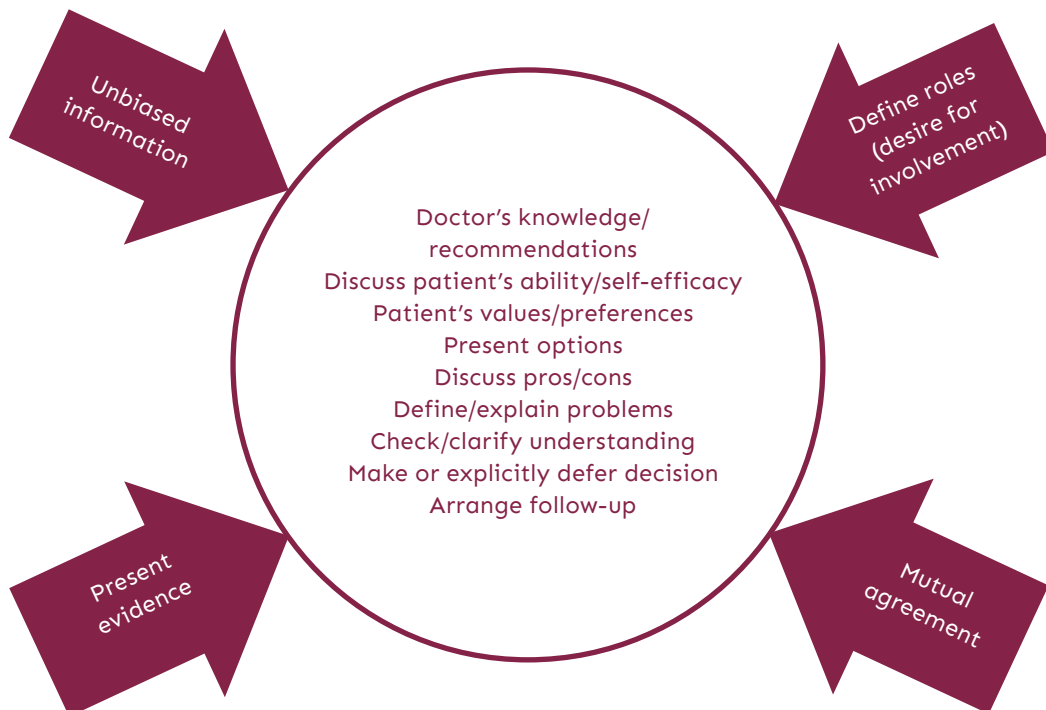 Unbiased
information
Define roles
(desire for
involvement)
Doctor’s knowledge/
recommendations
Discuss patient’s ability/self-efficacy
Patient’s values/preferences
Present options
Discuss pros/cons
Define/explain problems
Check/clarify understanding
Make or explicitly defer decision
Arrange follow-up
Present
evidence
Mutual
agreement